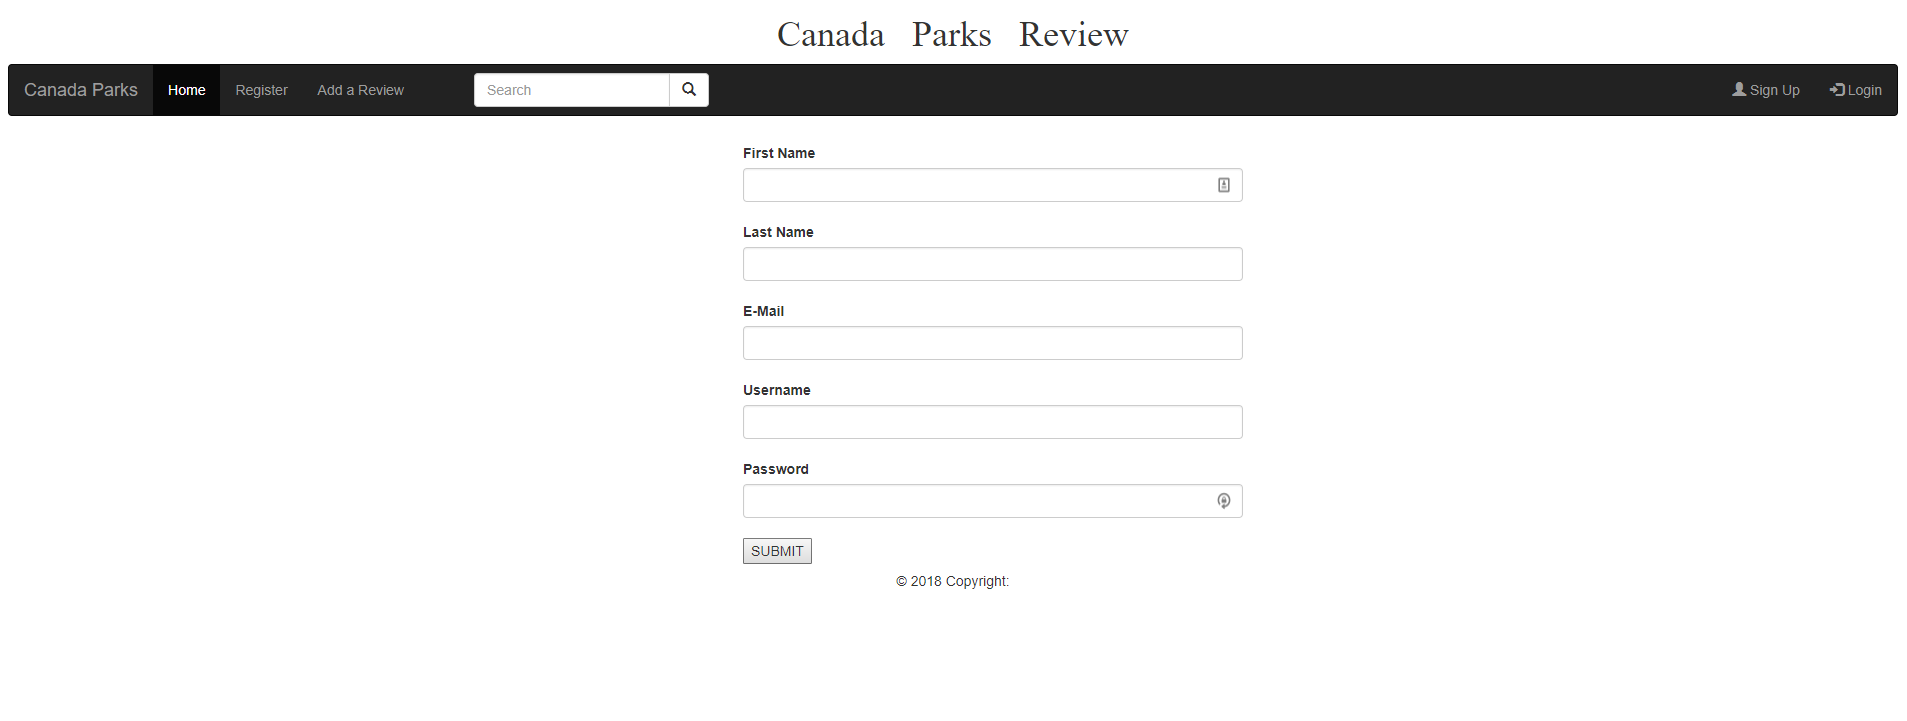 Canada Parks Review
Canada Parks Home Register Add a Review Search Sign Up Login
First Name
Last Name
E-Mail
Username
Password
SUBMIT
© 2018 Copyright: